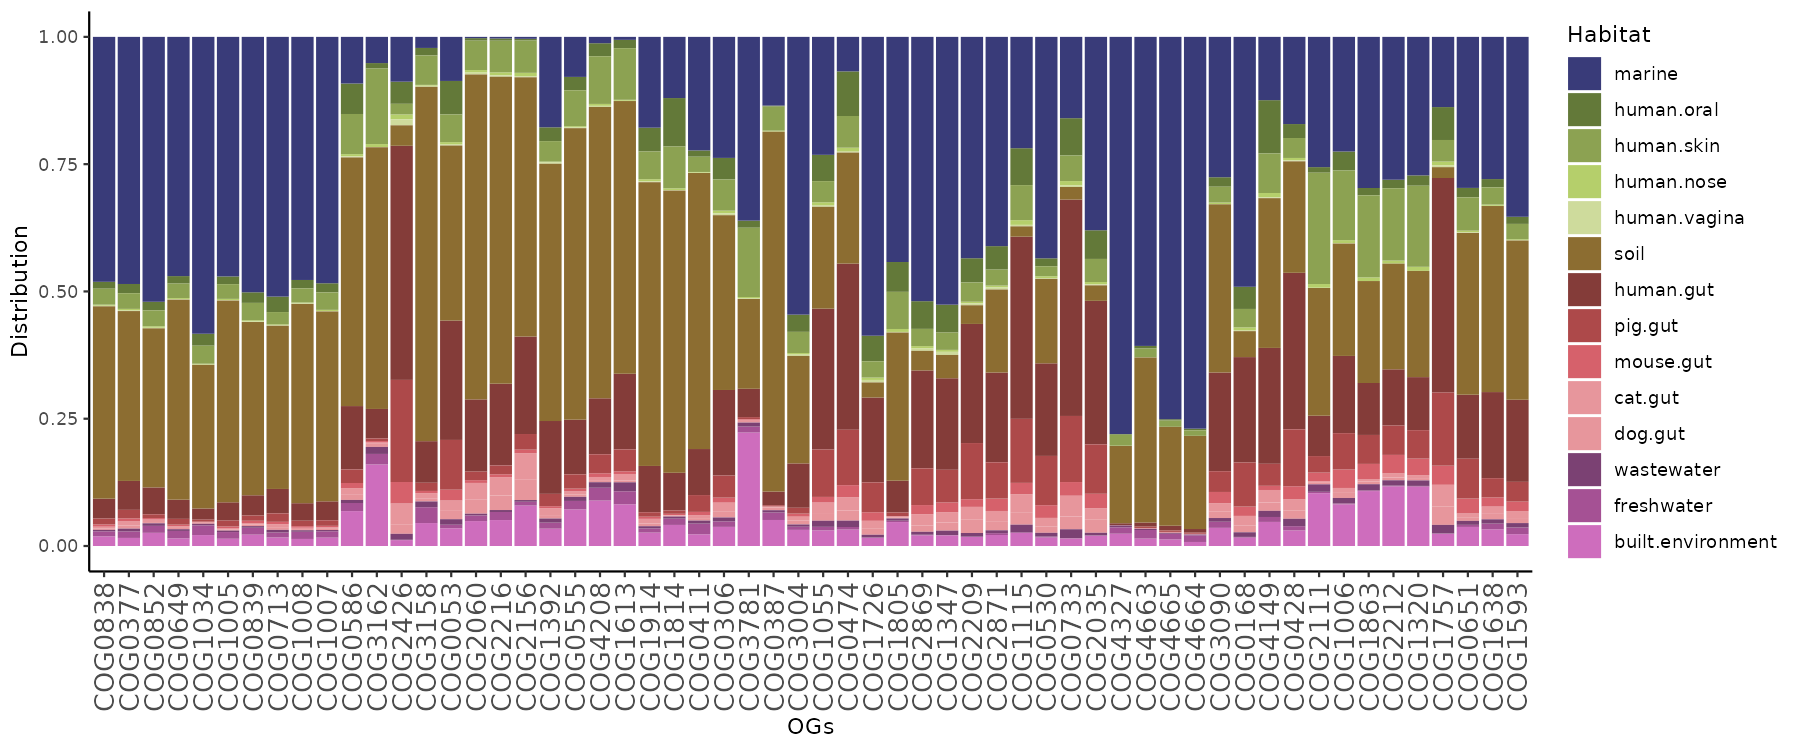 Habitat
marine
human.oral
human.skin
human.nose
human.vagina
soil
human.gut
pig.gut
mouse.gut
cat.gut
dog.gut
wastewater
freshwater
built.environment
Distribution
1.00
0.75
0.50
0.25
0.00
COG0838
COG0377
COG0852
COG0649
COG1034
COG1005
COG0839
COG0713
COG1008
COG1007
COG0586
COG3162
COG2426
COG3158
COG0053
COG2060
COG2216
COG2156
COG1392
COG0555
COG4208
COG1613
COG1914
COG1814
COG0411
COG0306
COG3781
COG0387
COG3004
COG1055
COG0474
COG1726
COG1805
COG2869
COG1347
COG2209
COG2871
COG1115
COG0530
COG0733
COG2035
COG4327
COG4663
COG4665
COG4664
COG3090
COG0168
COG4149
COG0428
COG2111
COG1006
COG1863
COG2212
COG1320
COG1757
COG0651
COG1638
COG1593
OGs